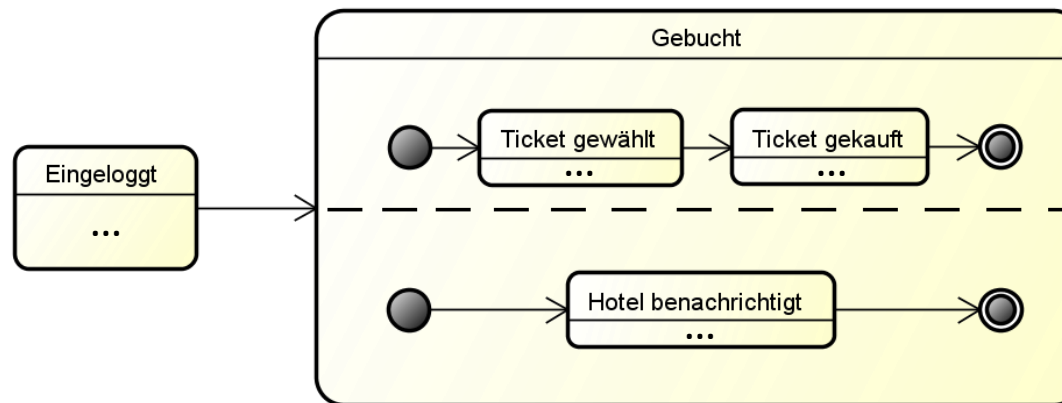 Gebucht
Ticket gewählt
...
Ticket gekauft
...
Eingeloggt
...
Hotel benachrichtigt
...